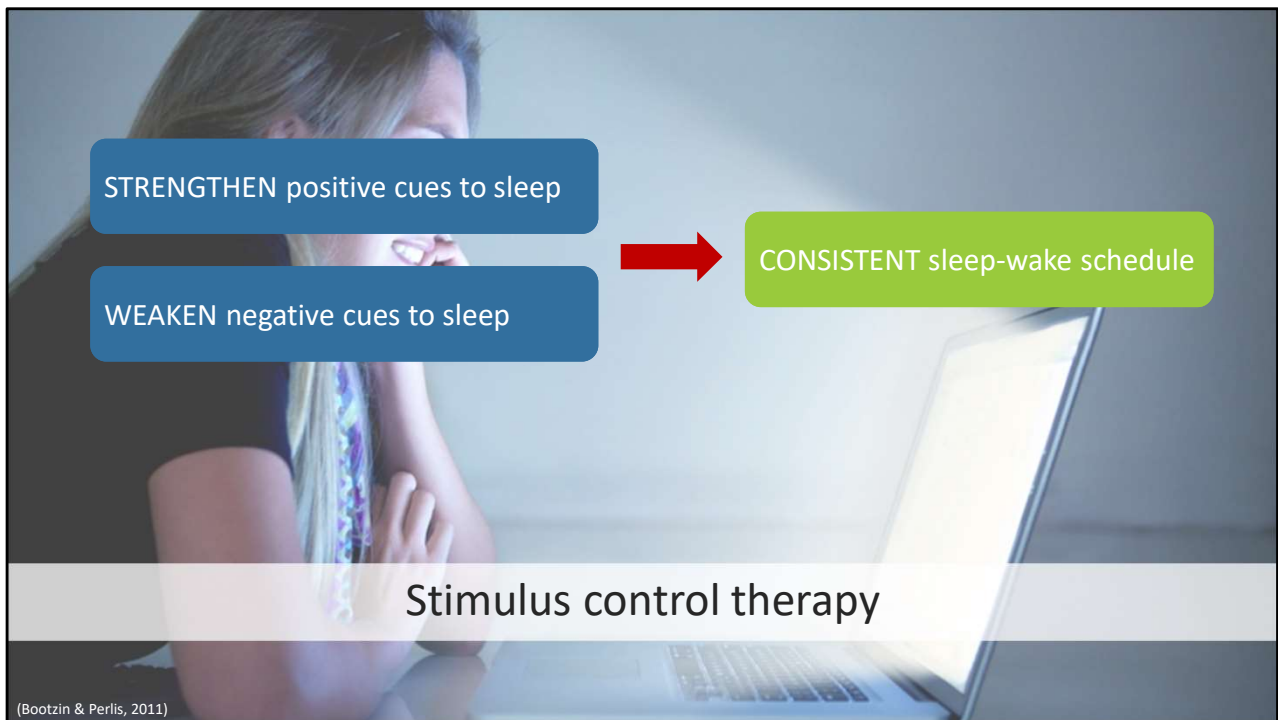 STRENGTHEN positive cues to sleep
WEAKEN negative cues to sleep
CONSISTENT sleep-wake schedule
Stimulus control therapy
(Bootzin & Perlis, 2011)